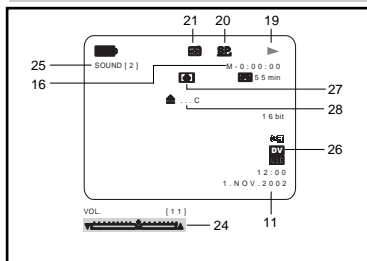 21 20 19
25 SOUND [ 2 ]
16 M - 0 : 0 0 : 0 0
5 5 min
27
. . . C 28
1 6 bit
DV 26
1 2 : 0 0
1 . N O V . 2 0 0 2
11
VOL. [ 1 1 ]
24